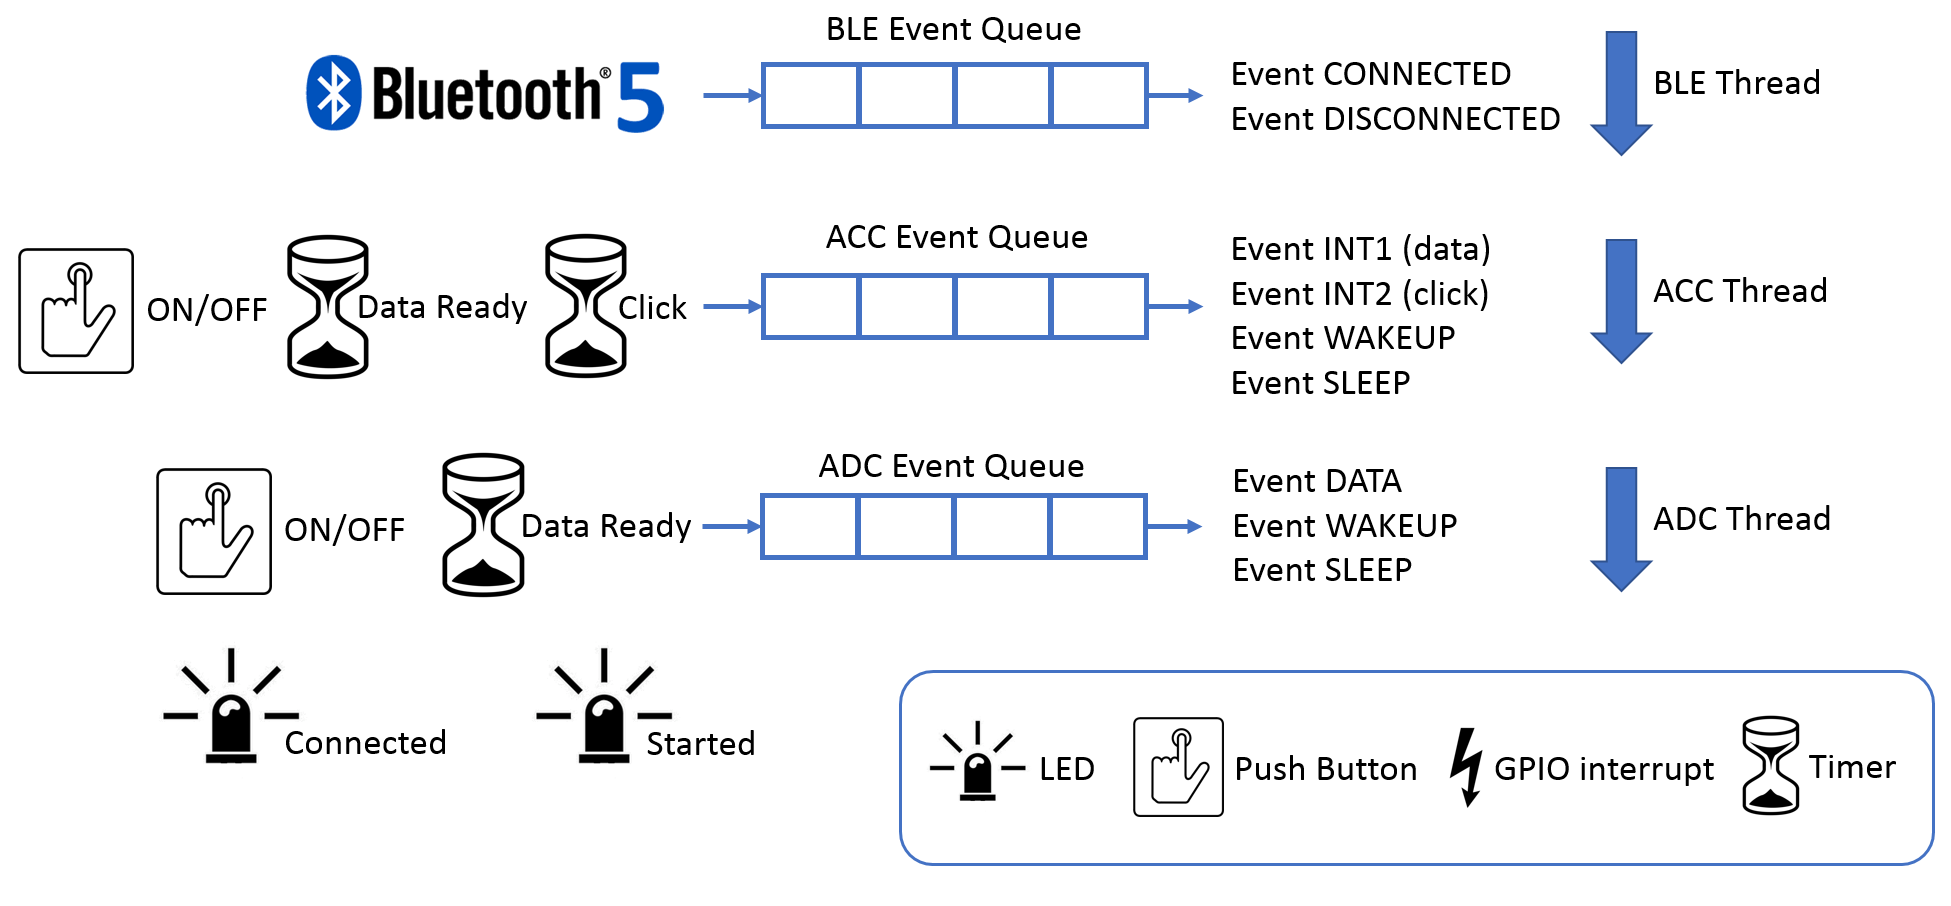 BLE Event Queue
Bluetooth® 5
Event CONNECTED
Event DISCONNECTED
BLE Thread
ACC Event Queue
ON/OFF
Data Ready
Click
Event INT1 (data)
Event INT2 (click)
Event WAKEUP
Event SLEEP
ACC Thread
ADC Event Queue
ON/OFF
Data Ready
Event DATA
Event WAKEUP
Event SLEEP
ADC Thread
Connected
Started
LED
Push Button
GPIO interrupt
Timer